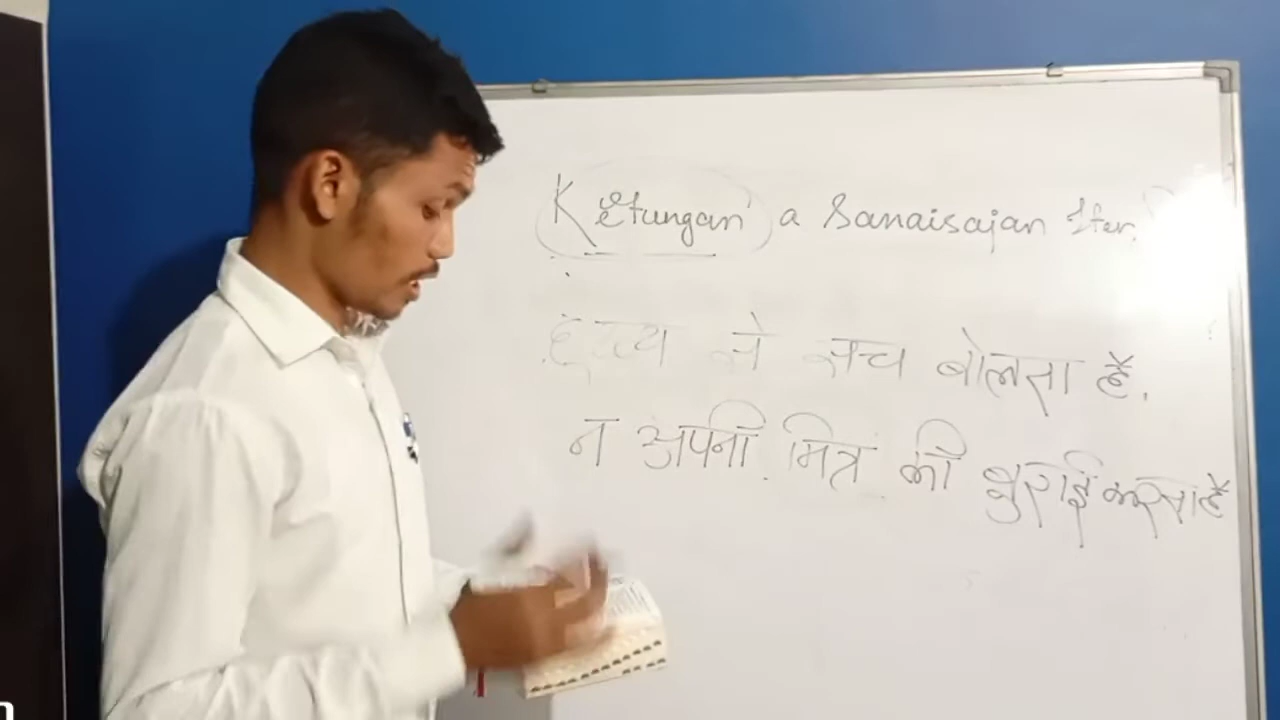 Ketungan a Sanaisajan
हृदय से सच बोलता है.
न अपनी मित्र की बुराई करता है